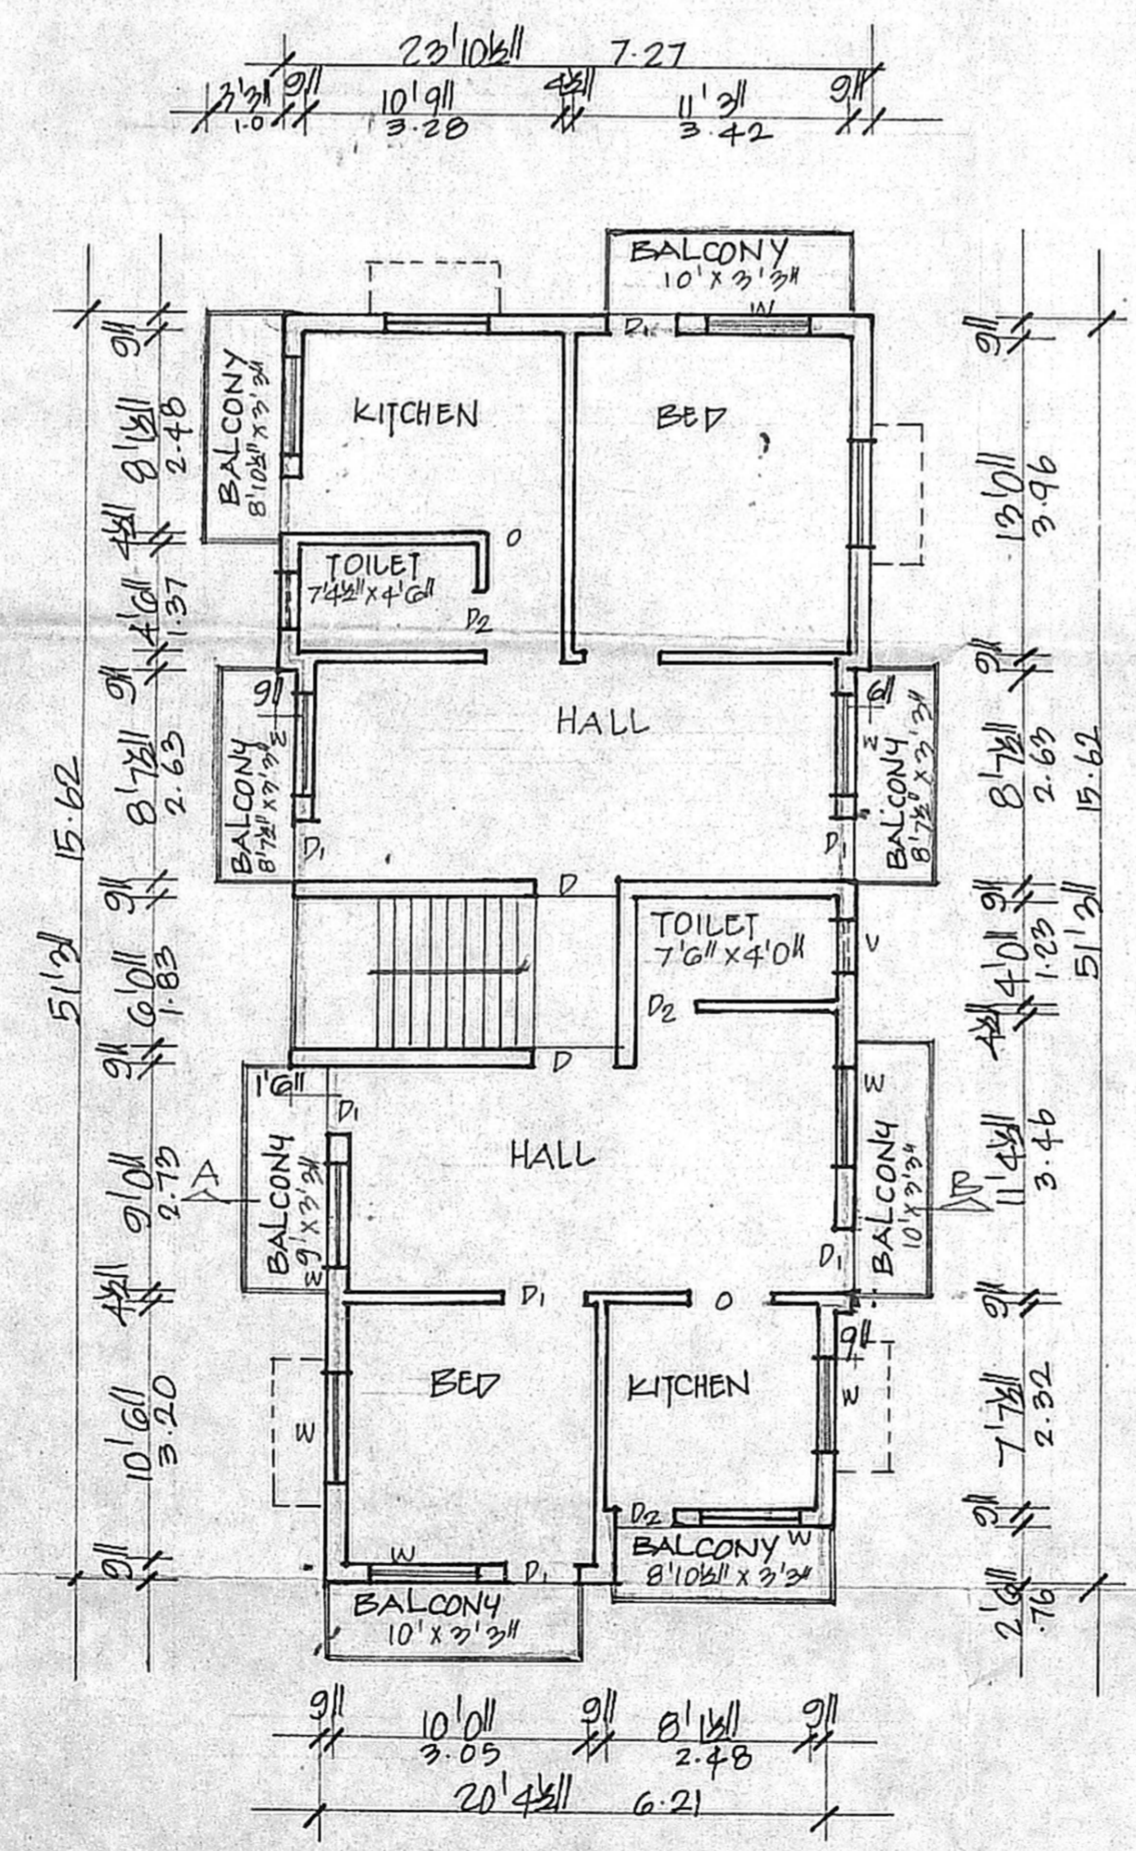 23'10½" 7.27
3'3" 9" 10'9" 4½" 11'3" 9"
1.0 3.28 3.42
BALCONY
10' X 3'3"
D1 W
9" 9"
BALCONY
8'10½" X 3'3"
KITCHEN BED
8'1½"
2.48
13'0"
3.96
4½"
O
TOILET
7'4½" X 4'6"
D2
4'6"
1.37
9" 9"
9" 6"
HALL
W W
BALCONY
8'7½" X 3'3"
BALCONY
8'7½" X 3'3"
8'7½"
2.63
8'7½"
2.63
51'3" 15.62
51'3" 15.62
D1 D1
9" D 9"
TOILET
7'6" X 4'0"
V
6'0"
1.83
4'0"
1.23
D2
4½"
9" D
1'6"
D1 W
HALL
A B
BALCONY
9' X 3'3"
W
BALCONY
10' X 3'3"
9'0"
2.73
11'4½"
3.46
D1
4½" D1 O 9"
9"
BED KITCHEN
W W
10'6"
3.20
7'7½"
2.32
D2 9"
BALCONY W
8'10½" X 3'3"
9" W D1
BALCONY
10' X 3'3"
2'6"
.76
9" 10'0" 9" 8'1½" 9"
3.05 2.48
20'4½" 6.21